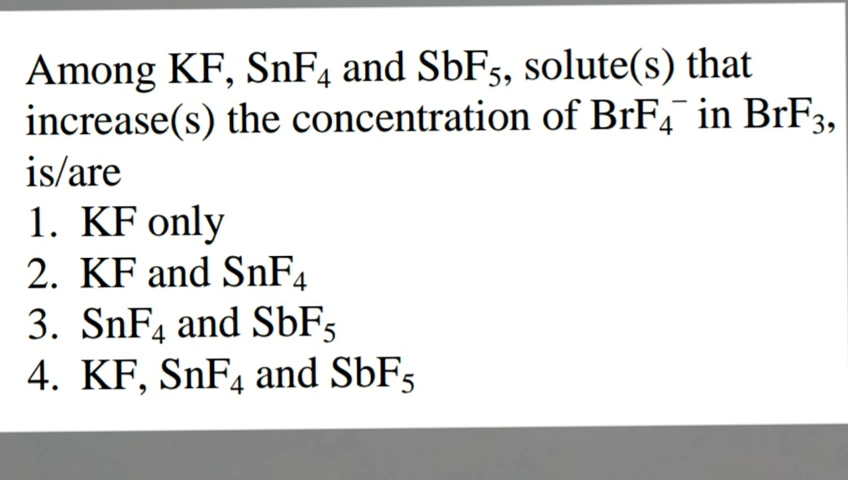 Among KF, SnF₄ and SbF₅, solute(s) that
increase(s) the concentration of BrF₄⁻ in BrF₃,
is/are
1. KF only
2. KF and SnF₄
3. SnF₄ and SbF₅
4. KF, SnF₄ and SbF₅